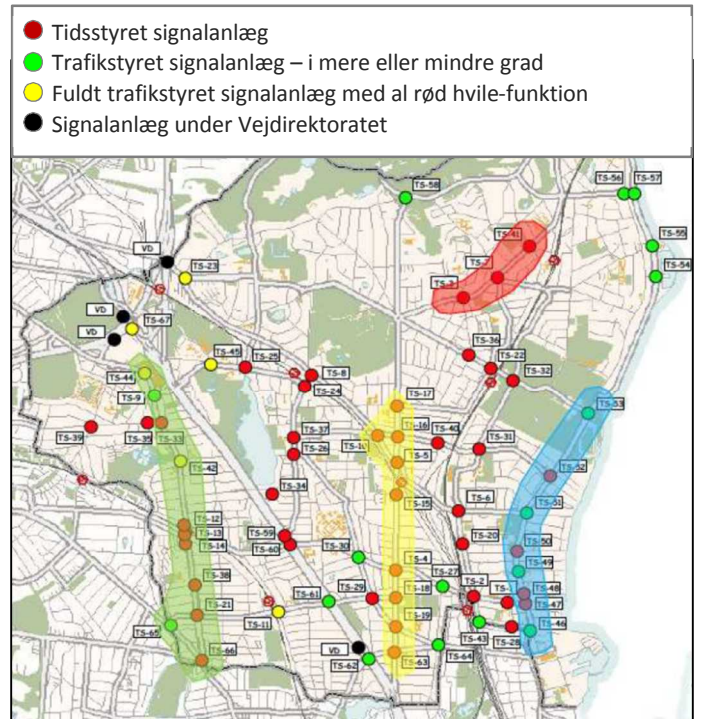 Tidsstyret signalanlæg
Trafikstyret signalanlæg – i mere eller mindre grad
Fuldt trafikstyret signalanlæg med al rød hvile-funktion
Signalanlæg under Vejdirektoratet
TS-58
TS-56
TS-57
TS-41
TS-55
VD
TS-23
TS-54
TS-3
VD
TS-67
VD
TS-36
TS-22
TS-45
TS-25
TS-8
TS-32
TS-44
TS-24
TS-9
TS-17
TS-53
TS-39
TS-35
TS-33
TS-37
TS-16
TS-40
TS-31
TS-26
TS-5
TS-42
TS-52
TS-34
TS-15
TS-6
TS-51
TS-12
TS-13
TS-14
TS-59
TS-60
TS-20
TS-50
TS-30
TS-4
TS-49
TS-38
TS-27
TS-29
TS-18
TS-2
TS-48
TS-61
TS-47
TS-21
TS-11
TS-65
TS-19
TS-43
TS-28
TS-46
VD
TS-62
TS-63
TS-64
TS-66